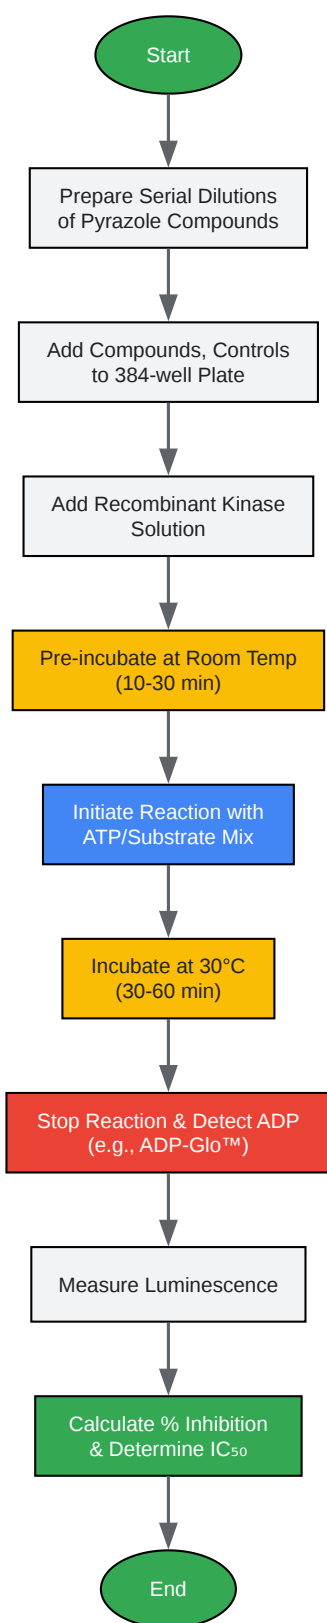 Start
Prepare Serial Dilutions
of Pyrazole Compounds
Add Compounds, Controls
to 384-well Plate
Add Recombinant Kinase
Solution
Pre-incubate at Room Temp
(10-30 min)
Initiate Reaction with
ATP/Substrate Mix
Incubate at 30°C
(30-60 min)
Stop Reaction & Detect ADP
(e.g., ADP-Glo™)
Measure Luminescence
Calculate % Inhibition
& Determine IC₅₀
End